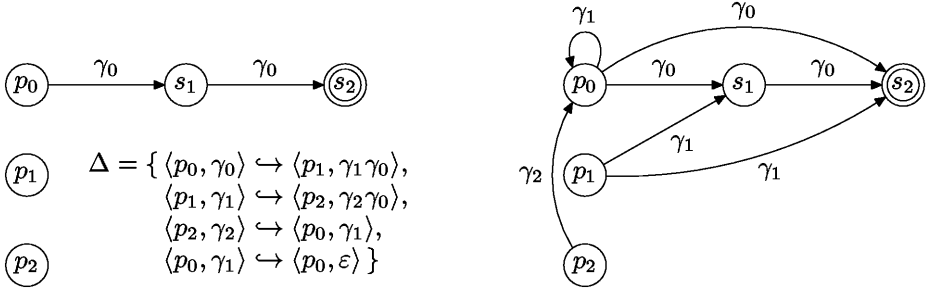 γ₁
γ₀
p₀ γ₀ s₁ γ₀ s₂
p₀ γ₀ s₁ γ₀ s₂
p₁ Δ = { ⟨p₀, γ₀⟩ ↪ ⟨p₁, γ₁γ₀⟩,
⟨p₁, γ₁⟩ ↪ ⟨p₂, γ₂γ₀⟩,
⟨p₂, γ₂⟩ ↪ ⟨p₀, γ₁⟩,
p₂ ⟨p₀, γ₁⟩ ↪ ⟨p₀, ε⟩ }
γ₁
γ₂ p₁ γ₁
p₂